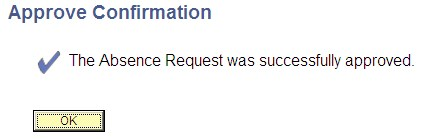 Approve Confirmation
The Absence Request was successfully approved.
OK